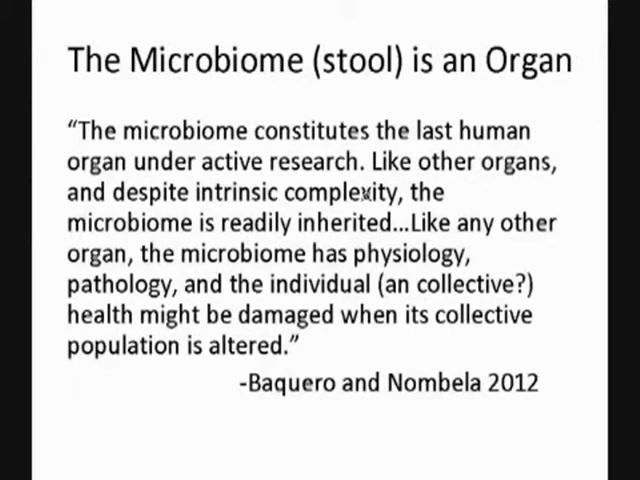 The Microbiome (stool) is an Organ
“The microbiome constitutes the last human
organ under active research. Like other organs,
and despite intrinsic complexity, the
microbiome is readily inherited...Like any other
organ, the microbiome has physiology,
pathology, and the individual (an collective?)
health might be damaged when its collective
population is altered.”
-Baquero and Nombela 2012